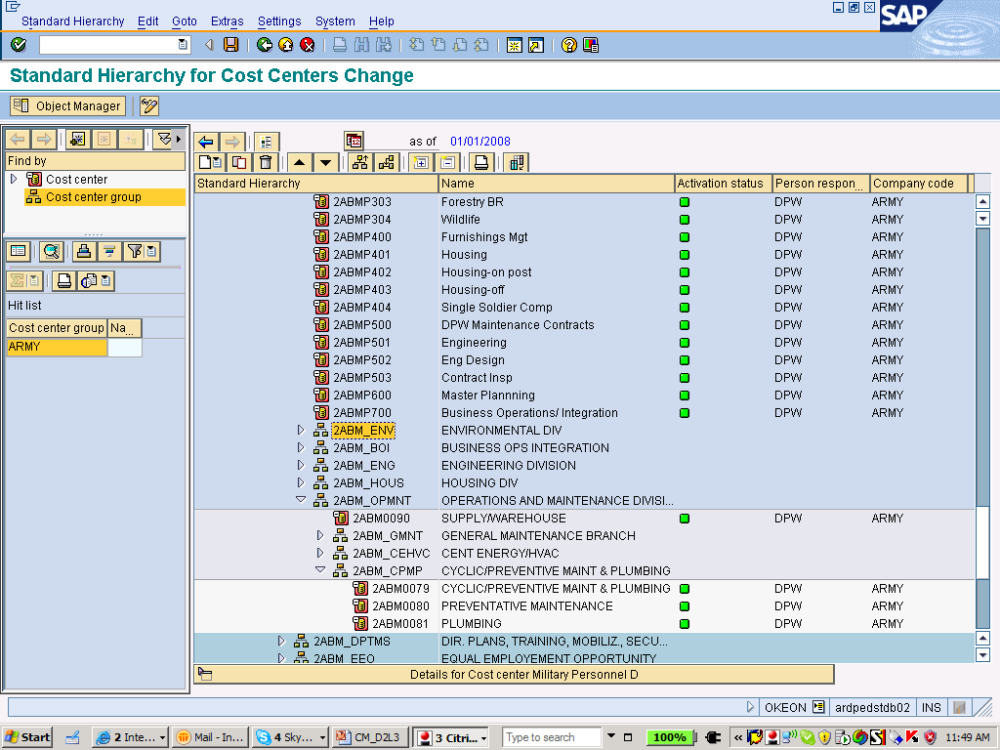 Standard Hierarchy Edit Goto Extras Settings System Help
SAP
Standard Hierarchy for Cost Centers Change
Object Manager
as of 01/01/2008
Find by
Cost center
Cost center group
Hit list
Cost center group Na...
ARMY
Standard Hierarchy Name Activation status Person respon... Company code
2ABMP303 Forestry BR DPW ARMY
2ABMP304 Wildlife DPW ARMY
2ABMP400 Furnishings Mgt DPW ARMY
2ABMP401 Housing DPW ARMY
2ABMP402 Housing-on post DPW ARMY
2ABMP403 Housing-off DPW ARMY
2ABMP404 Single Soldier Comp DPW ARMY
2ABMP500 DPW Maintenance Contracts DPW ARMY
2ABMP501 Engineering DPW ARMY
2ABMP502 Eng Design DPW ARMY
2ABMP503 Contract Insp DPW ARMY
2ABMP600 Master Plannning DPW ARMY
2ABMP700 Business Operations/ Integration DPW ARMY
2ABM_ENV ENVIRONMENTAL DIV
2ABM_BOI BUSINESS OPS INTEGRATION
2ABM_ENG ENGINEERING DIVISION
2ABM_HOUS HOUSING DIV
2ABM_OPMNT OPERATIONS AND MAINTENANCE DIVISI...
2ABM0090 SUPPLY/WAREHOUSE DPW ARMY
2ABM_GMNT GENERAL MAINTENANCE BRANCH
2ABM_CEHVC CENT ENERGY/HVAC
2ABM_CPMP CYCLIC/PREVENTIVE MAINT & PLUMBING
2ABM0079 CYCLIC/PREVENTIVE MAINT & PLUMBING DPW ARMY
2ABM0080 PREVENTATIVE MAINTENANCE DPW ARMY
2ABM0081 PLUMBING DPW ARMY
2ABM_DPTMS DIR. PLANS, TRAINING, MOBILIZ., SECU...
2ABM_EEO EQUAL EMPLOYEMENT OPPORTUNITY
Details for Cost center Military Personnel D
OKEON ardpedstdb02 INS
Start 2 Inte... Mail - In... 4 Sky... CM_D2L3 3 Citri... Type to search 100% « 11:49 AM